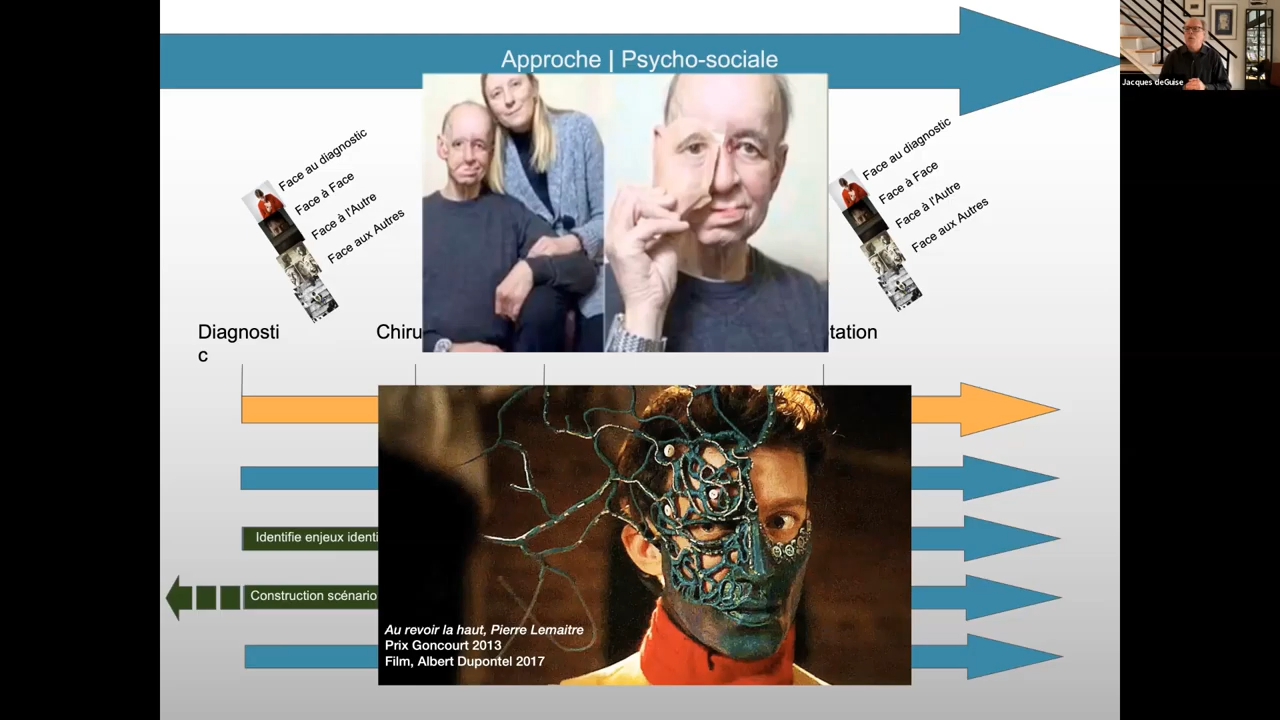 Approche | Psycho-sociale
Jacques deGuise
Face au diagnostic
Face à Face
Face à l'Autre
Face aux Autres
Face au diagnostic
Face à Face
Face à l'Autre
Face aux Autres
Diagnosti
c
Chiru
tation
Identifie enjeux identi
Construction scénario
Au revoir la haut, Pierre Lemaitre
Prix Goncourt 2013
Film, Albert Dupontel 2017